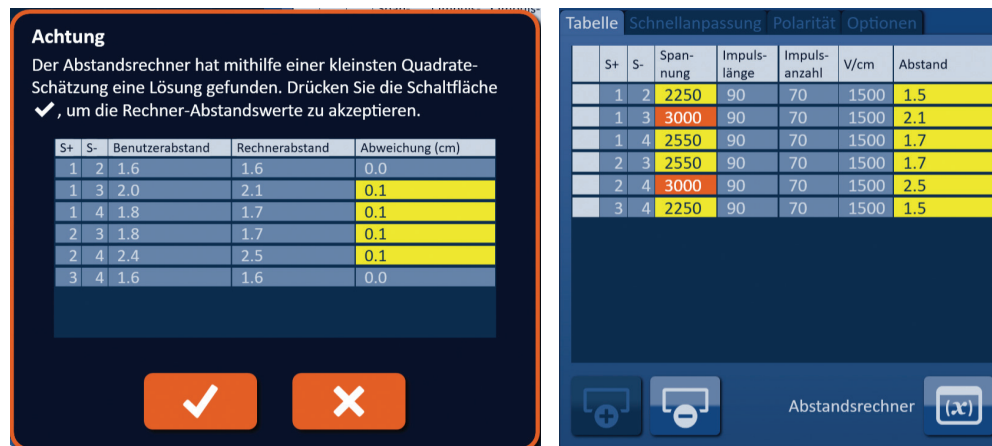 Achtung
Der Abstandsrechner hat mithilfe einer kleinsten Quadrate-
Schätzung eine Lösung gefunden. Drücken Sie die Schaltfläche
✔, um die Rechner-Abstandswerte zu akzeptieren.
S+ S- Benutzerabstand Rechnerabstand Abweichung (cm)
1 2 1.6 1.6 0.0
1 3 2.0 2.1 0.1
1 4 1.8 1.7 0.1
2 3 1.8 1.7 0.1
2 4 2.4 2.5 0.1
3 4 1.6 1.6 0.0
Tabelle Schnellanpassung Polarität Optionen
S+ S- Span- Impuls- Impuls- V/cm Abstand
nung länge anzahl
1 2 2250 90 70 1500 1.5
1 3 3000 90 70 1500 2.1
1 4 2550 90 70 1500 1.7
2 3 2550 90 70 1500 1.7
2 4 3000 90 70 1500 2.5
3 4 2250 90 70 1500 1.5
Abstandsrechner (x)